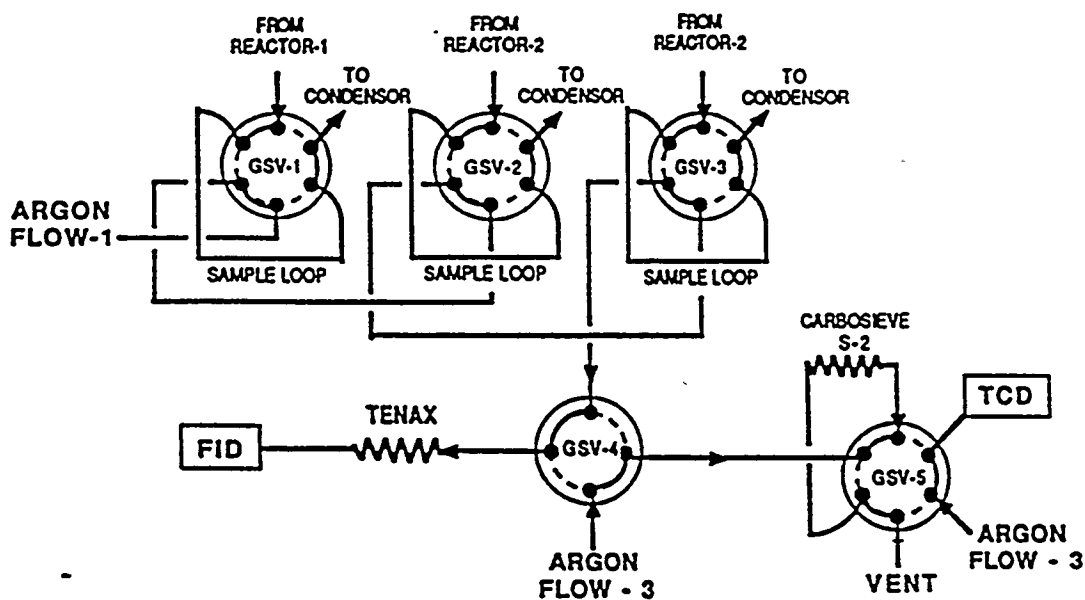 FROM
REACTOR-1
FROM
REACTOR-2
FROM
REACTOR-2
TO
CONDENSOR
TO
CONDENSOR
TO
CONDENSOR
GSV-1
GSV-2
GSV-3
ARGON
FLOW-1
SAMPLE LOOP
SAMPLE LOOP
SAMPLE LOOP
CARBOSIEVE
S-2
TCD
TENAX
FID
GSV-4
GSV-5
ARGON
FLOW - 3
VENT
ARGON
FLOW - 3